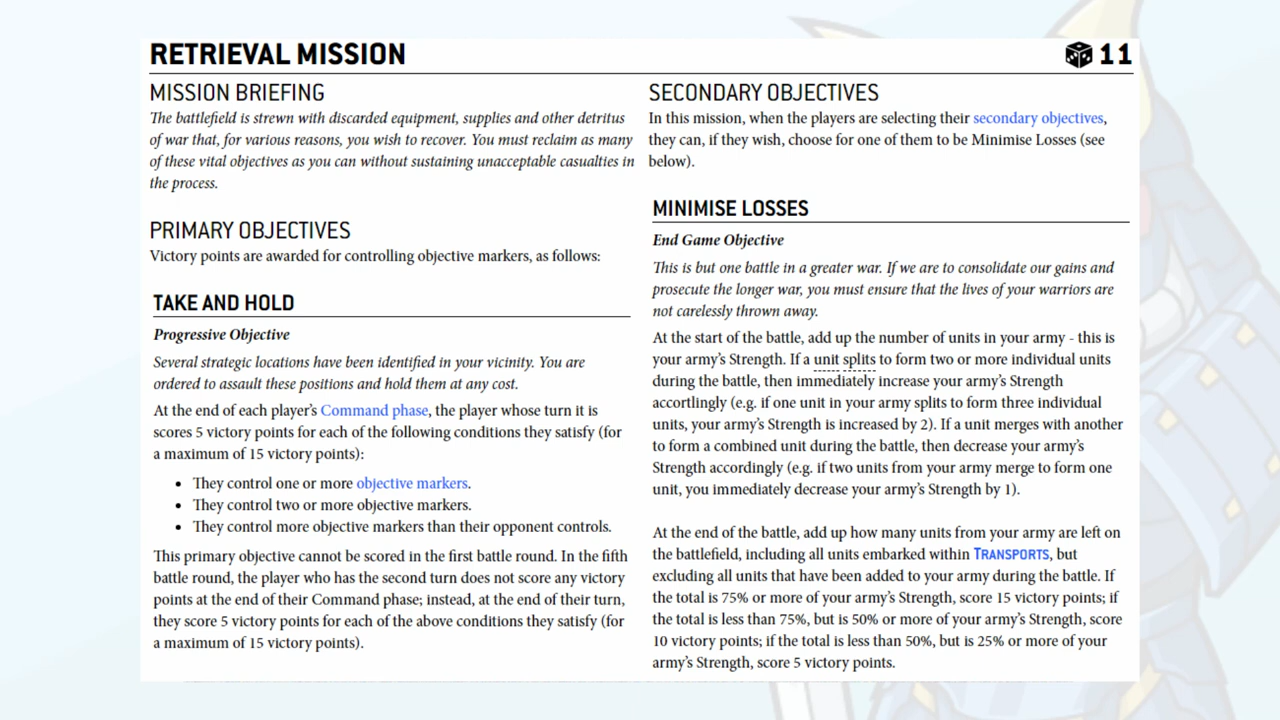 RETRIEVAL MISSION
11
MISSION BRIEFING
The battlefield is strewn with discarded equipment, supplies and other detritus
of war that, for various reasons, you wish to recover. You must reclaim as many
of these vital objectives as you can without sustaining unacceptable casualties in
the process.
PRIMARY OBJECTIVES
Victory points are awarded for controlling objective markers, as follows:
TAKE AND HOLD
Progressive Objective
Several strategic locations have been identified in your vicinity. You are
ordered to assault these positions and hold them at any cost.
At the end of each player's Command phase, the player whose turn it is
scores 5 victory points for each of the following conditions they satisfy (for
a maximum of 15 victory points):
• They control one or more objective markers.
• They control two or more objective markers.
• They control more objective markers than their opponent controls.
This primary objective cannot be scored in the first battle round. In the fifth
battle round, the player who has the second turn does not score any victory
points at the end of their Command phase; instead, at the end of their turn,
they score 5 victory points for each of the above conditions they satisfy (for
a maximum of 15 victory points).
SECONDARY OBJECTIVES
In this mission, when the players are selecting their secondary objectives,
they can, if they wish, choose for one of them to be Minimise Losses (see
below).
MINIMISE LOSSES
End Game Objective
This is but one battle in a greater war. If we are to consolidate our gains and
prosecute the longer war, you must ensure that the lives of your warriors are
not carelessly thrown away.
At the start of the battle, add up the number of units in your army - this is
your army's Strength. If a unit splits to form two or more individual units
during the battle, then immediately increase your army's Strength
accortlingly (e.g. if one unit in your army splits to form three individual
units, your army's Strength is increased by 2). If a unit merges with another
to form a combined unit during the battle, then decrease your army's
Strength accordingly (e.g. if two units from your army merge to form one
unit, you immediately decrease your army's Strength by 1).
At the end of the battle, add up how many units from your army are left on
the battlefield, including all units embarked within TRANSPORTS, but
excluding all units that have been added to your army during the battle. If
the total is 75% or more of your army's Strength, score 15 victory points; if
the total is less than 75%, but is 50% or more of your army's Strength, score
10 victory points; if the total is less than 50%, but is 25% or more of your
army's Strength, score 5 victory points.